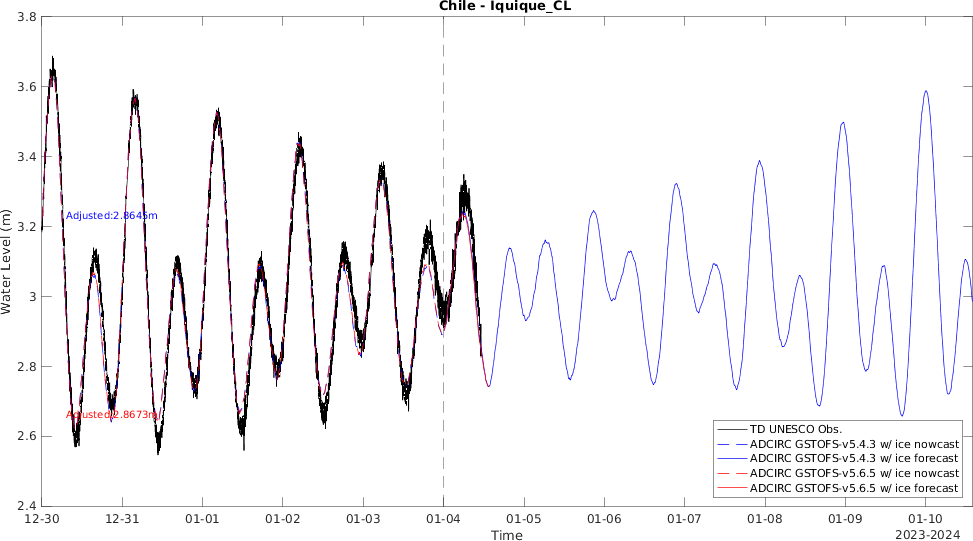 Chile - Iquique_CL
3.8
3.6
3.4
3.2
3
2.8
2.6
2.4
Water Level (m)
Adjusted:2.8645m
Adjusted:2.8673m
TD UNESCO Obs.
ADCIRC GSTOFS-v5.4.3 w/ ice nowcast
ADCIRC GSTOFS-v5.4.3 w/ ice forecast
ADCIRC GSTOFS-v5.6.5 w/ ice nowcast
ADCIRC GSTOFS-v5.6.5 w/ ice forecast
12-30 12-31 01-01 01-02 01-03 01-04 01-05 01-06 01-07 01-08 01-09 01-10
Time
2023-2024